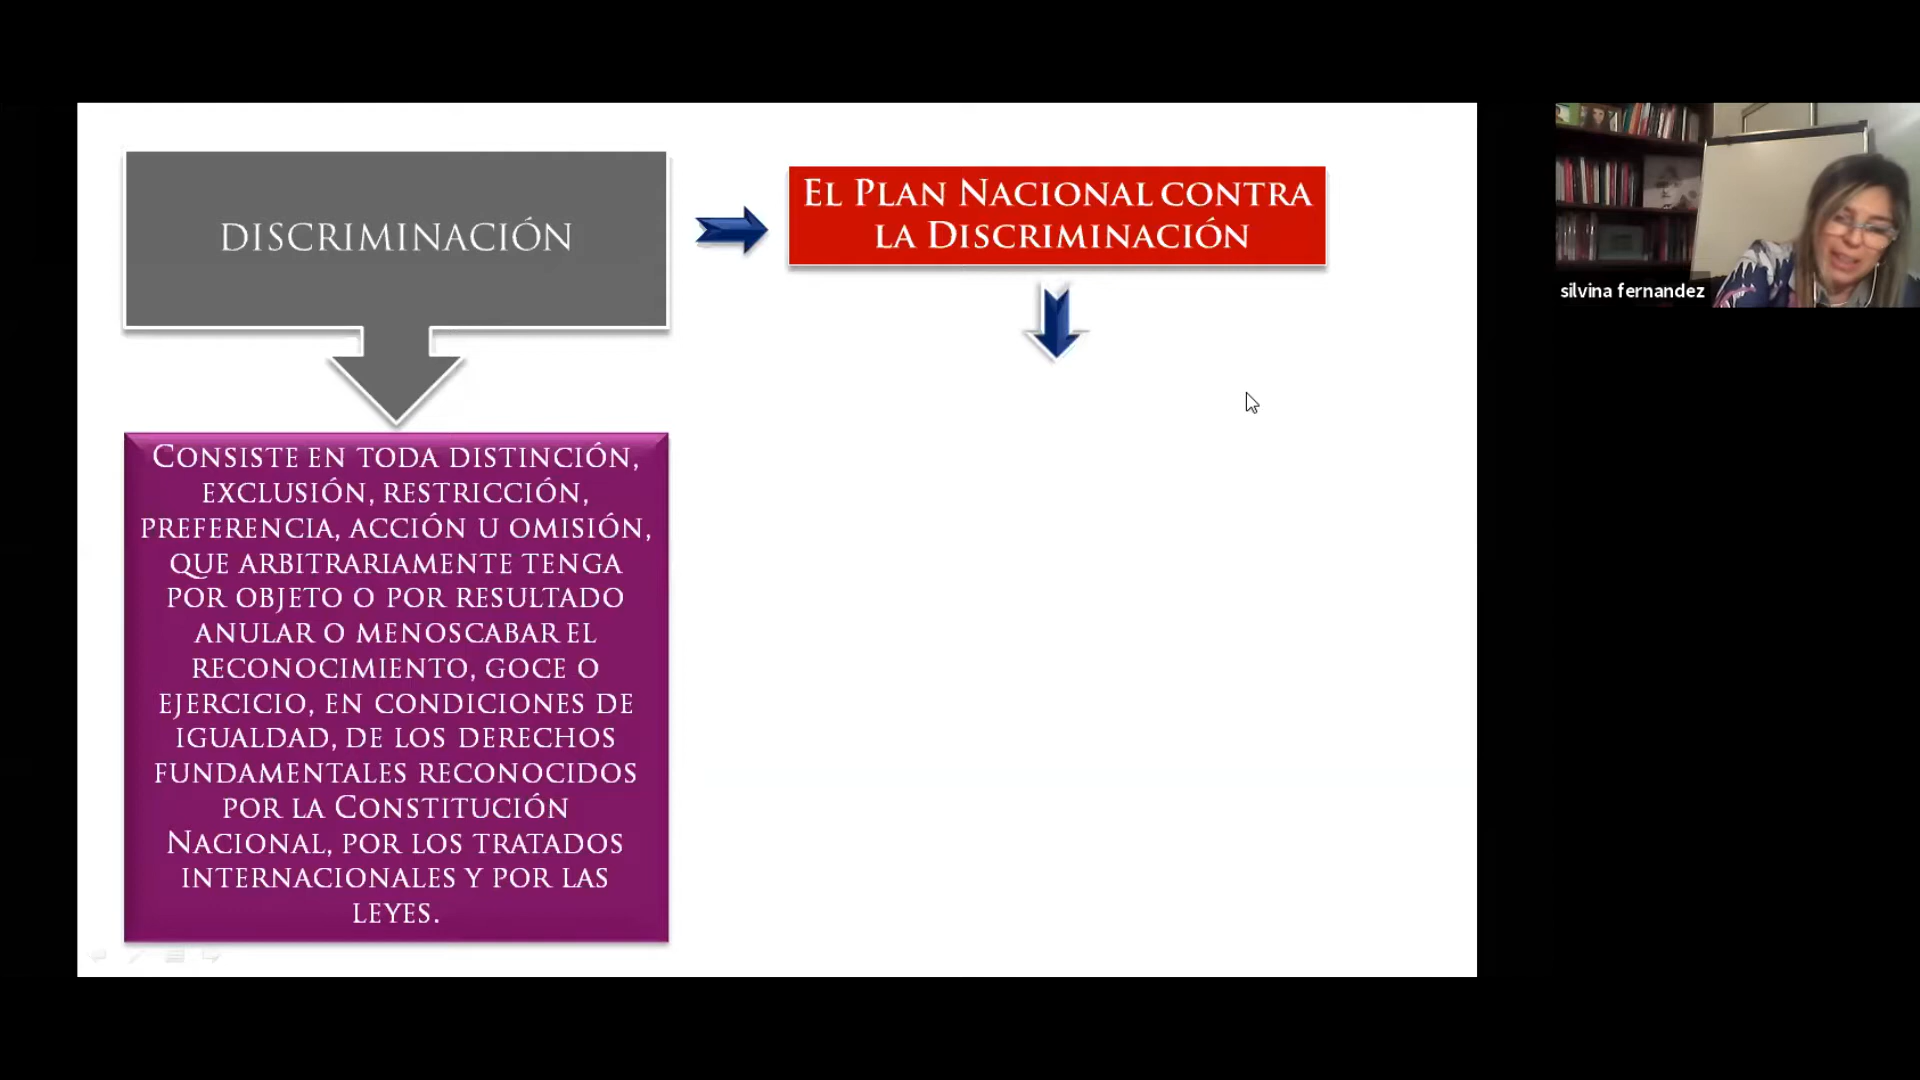 DISCRIMINACIÓN
EL PLAN NACIONAL CONTRA
LA DISCRIMINACIÓN
silvina fernandez
CONSISTE EN TODA DISTINCIÓN,
EXCLUSIÓN, RESTRICCIÓN,
PREFERENCIA, ACCIÓN U OMISIÓN,
QUE ARBITRARIAMENTE TENGA
POR OBJETO O POR RESULTADO
ANULAR O MENOSCABAR EL
RECONOCIMIENTO, GOCE O
EJERCICIO, EN CONDICIONES DE
IGUALDAD, DE LOS DERECHOS
FUNDAMENTALES RECONOCIDOS
POR LA CONSTITUCIÓN
NACIONAL, POR LOS TRATADOS
INTERNACIONALES Y POR LAS
LEYES.